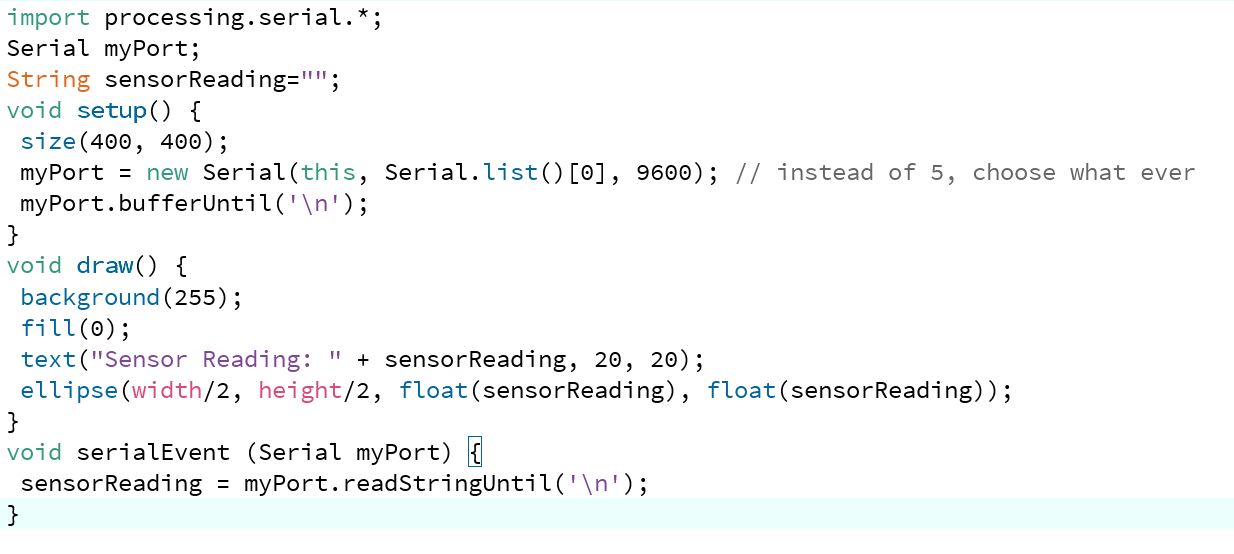 import processing.serial.*;
Serial myPort;
String sensorReading="";
void setup() {
 size(400, 400);
 myPort = new Serial(this, Serial.list()[0], 9600); // instead of 5, choose what ever
 myPort.bufferUntil('\n');
}
void draw() {
 background(255);
 fill(0);
 text("Sensor Reading: " + sensorReading, 20, 20);
 ellipse(width/2, height/2, float(sensorReading), float(sensorReading));
}
void serialEvent (Serial myPort) {
 sensorReading = myPort.readStringUntil('\n');
}